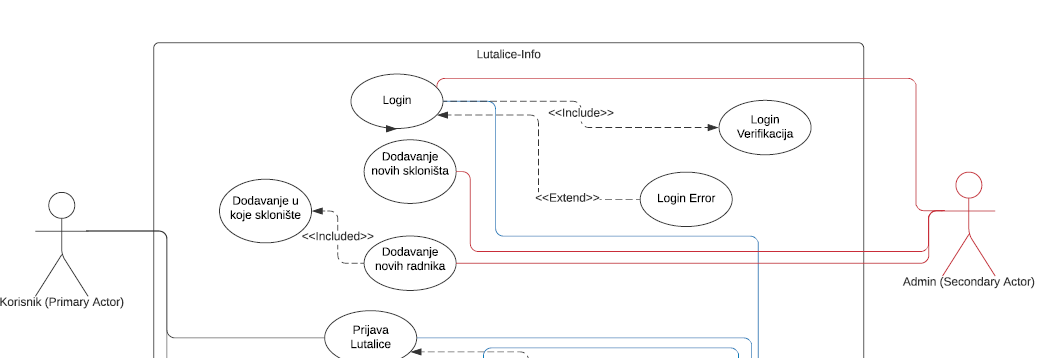 Lutalice-Info
Login
<<Include>>
Login
Verifikacija
Dodavanje
novih skloništa
Dodavanje u
koje sklonište
<<Extend>>
Login Error
<<Included>>
Dodavanje
novih radnika
Admin (Secondary Actor)
Korisnik (Primary Actor)
Prijava
Lutalice